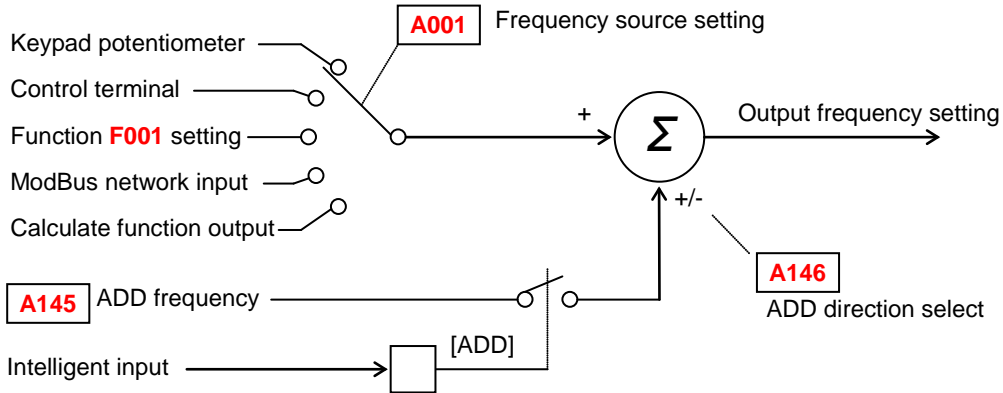 A001 Frequency source setting
Keypad potentiometer
Control terminal
Function F001 setting
ModBus network input
Calculate function output
+
Σ
Output frequency setting
+/-
A146
ADD direction select
A145 ADD frequency
[ADD]
Intelligent input